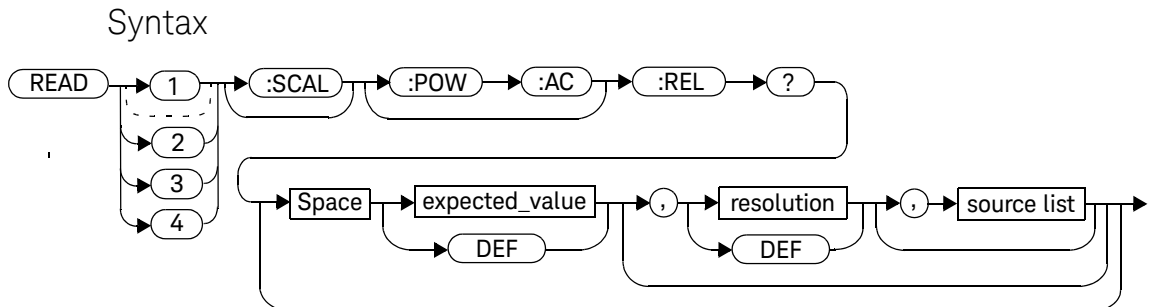 Syntax
READ 1 :SCAL :POW :AC :REL ?
2
3
4
Space expected_value , resolution , source list
DEF DEF